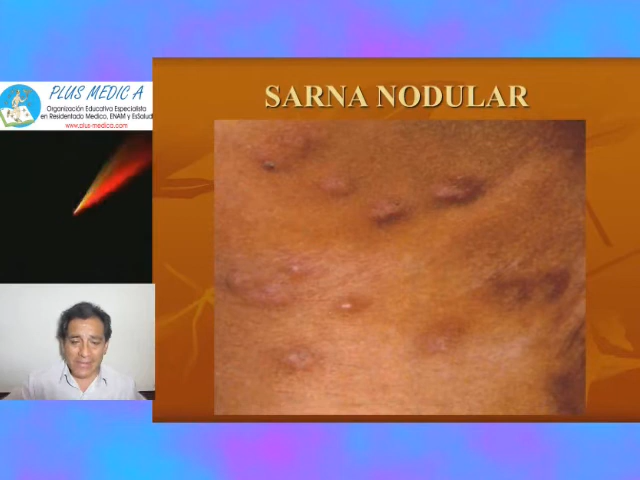 PLUS MEDIC A
Organización Educativa Especialista
en Residentado Medico, ENAM y EsSalud
www.plus-medica.com
SARNA NODULAR